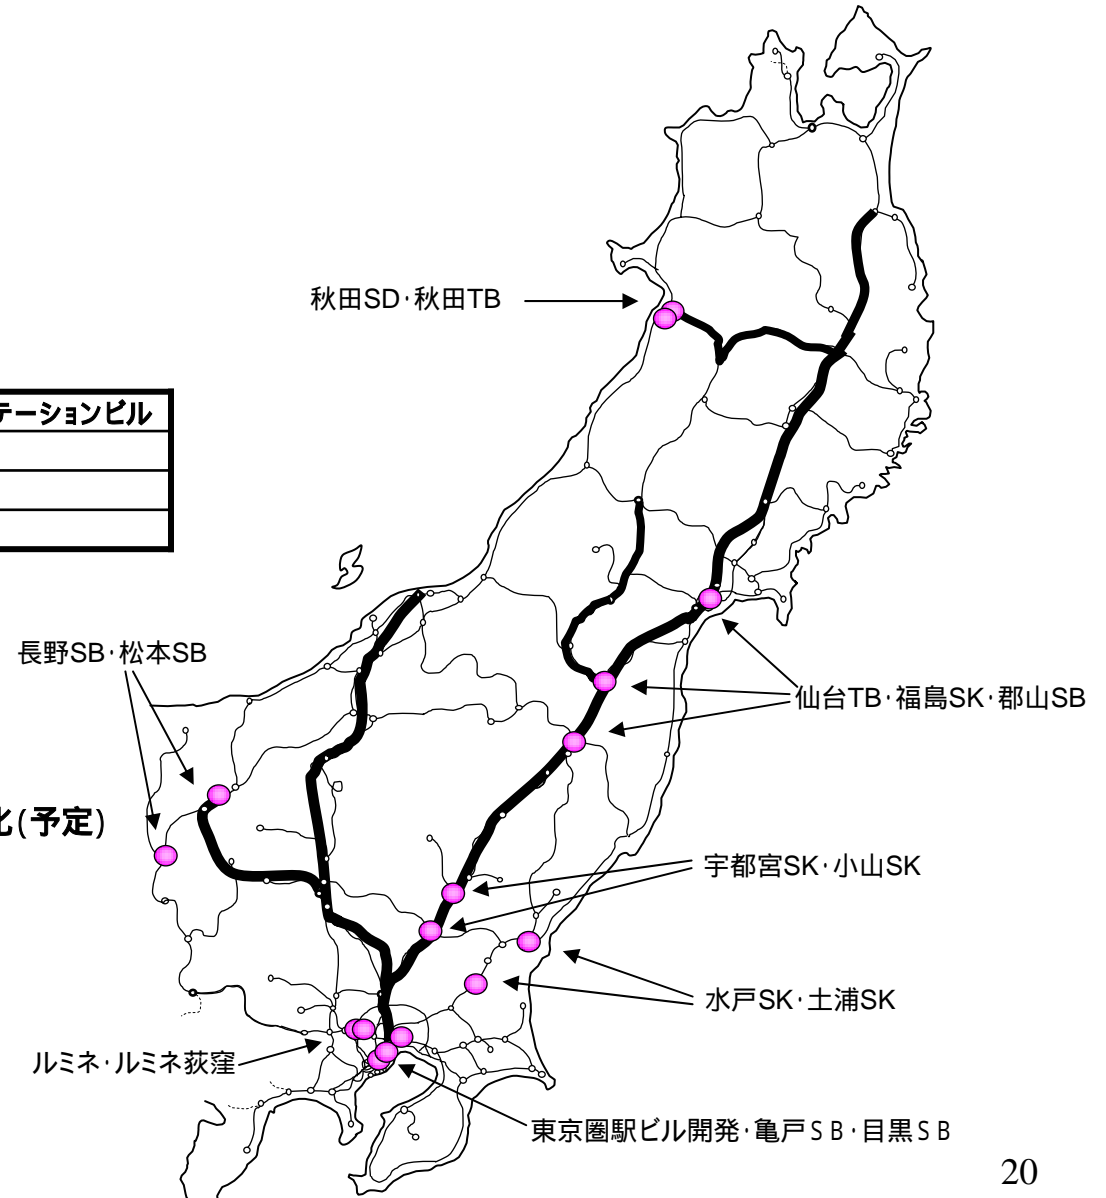 秋田SD･秋田TB
テーションビル
長野SB･松本SB
仙台TB･福島SK･郡山SB
化(予定)
宇都宮SK･小山SK
水戸SK･土浦SK
ルミネ･ルミネ荻窪
東京圏駅ビル開発･亀戸ＳＢ･目黒ＳＢ
20